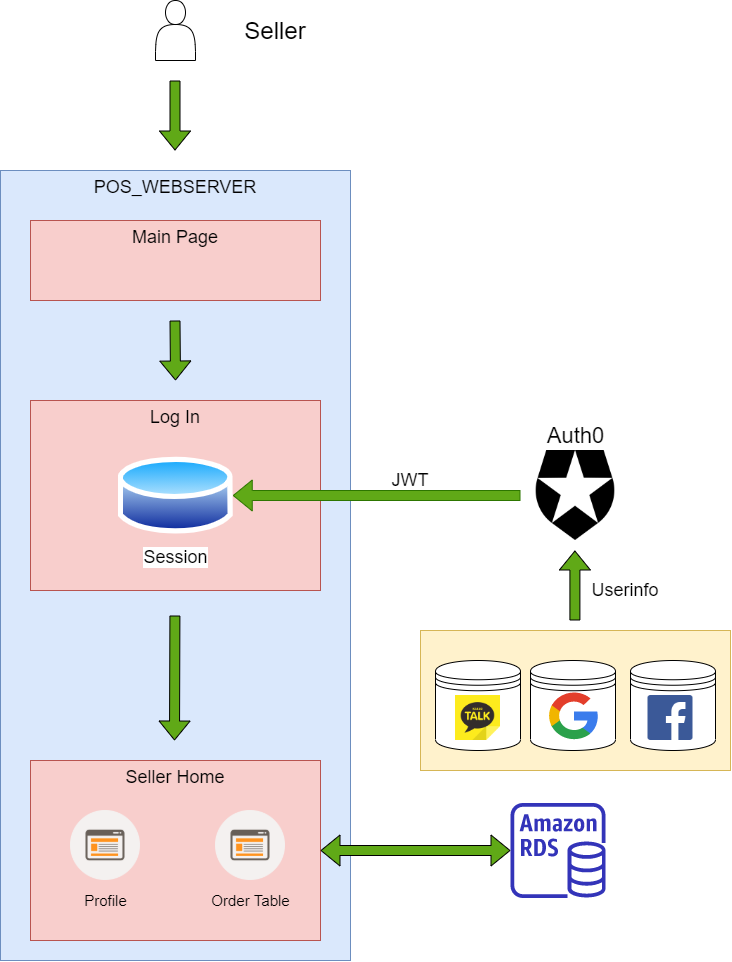 Seller
POS_WEBSERVER
Main Page
Log In
Session
JWT
Auth0
Userinfo
TALK
Seller Home
Profile
Order Table
Amazon
RDS